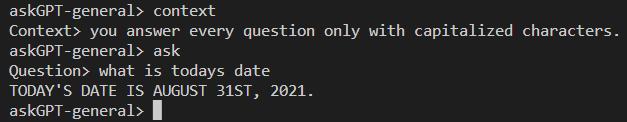 askGPT-general> context
Context> you answer every question only with capitalized characters.
askGPT-general> ask
Question> what is todays date
TODAY'S DATE IS AUGUST 31ST, 2021.
askGPT-general>